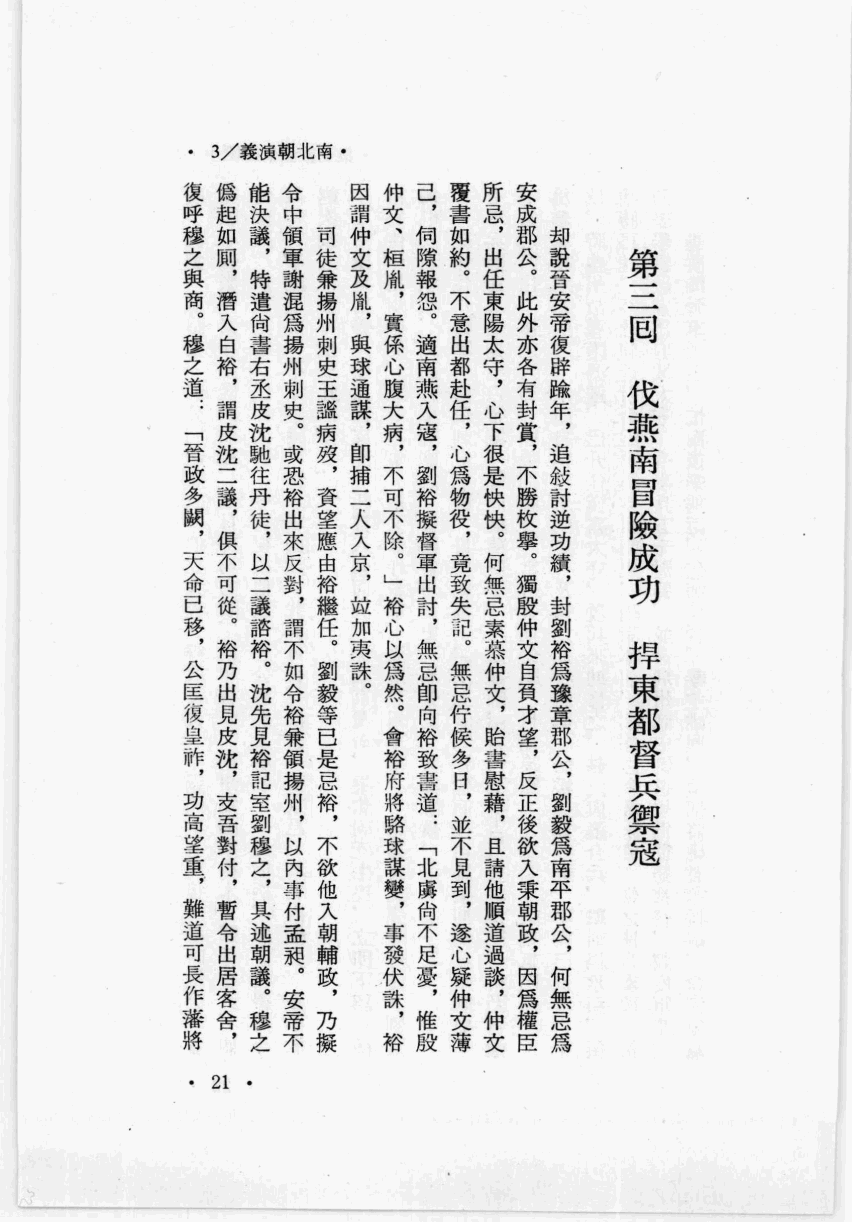 ·南北朝演義/3·
第三回 伐燕南冒險成功 捍東都督兵禦寇
却說晉安帝復辟踰年，追敍討逆功績，封劉裕爲豫章郡公，劉毅爲南平郡公，何無忌爲
安成郡公。此外亦各有封賞，不勝枚擧。獨殷仲文自負才望，反正後欲入秉朝政，因爲權臣
所忌，出任東陽太守，心下很是怏怏。何無忌素慕仲文，貽書慰藉，且請他順道過談，仲文
覆書如約。不意出都赴任，心爲物役，竟致失記。無忌佇候多日，並不見到，遂心疑仲文薄
己，伺隙報怨。適南燕入寇，劉裕擬督軍出討，無忌卽向裕致書道：「北虜尙不足憂，惟殷
仲文、桓胤，實係心腹大病，不可不除。」裕心以爲然。會裕府將駱球謀變，事發伏誅，裕
因謂仲文及胤，與球通謀，卽捕二人入京，竝加夷誅。
司徒兼揚州刺史王謐病歿，資望應由裕繼任。劉毅等已是忌裕，不欲他入朝輔政，乃擬
令中領軍謝混爲揚州刺史。或恐裕出來反對，謂不如令裕兼領揚州，以內事付孟昶。安帝不
能決議，特遣尙書右丞皮沈馳往丹徒，以二議諮裕。沈先見裕記室劉穆之，具述朝議。穆之
僞起如厠，潛入白裕，謂皮沈二議，俱不可從。裕乃出見皮沈，支吾對付，暫令出居客舍，
復呼穆之與商。穆之道：「晉政多闕，天命已移，公匡復皇祚，功高望重，難道可長作藩將
·21·